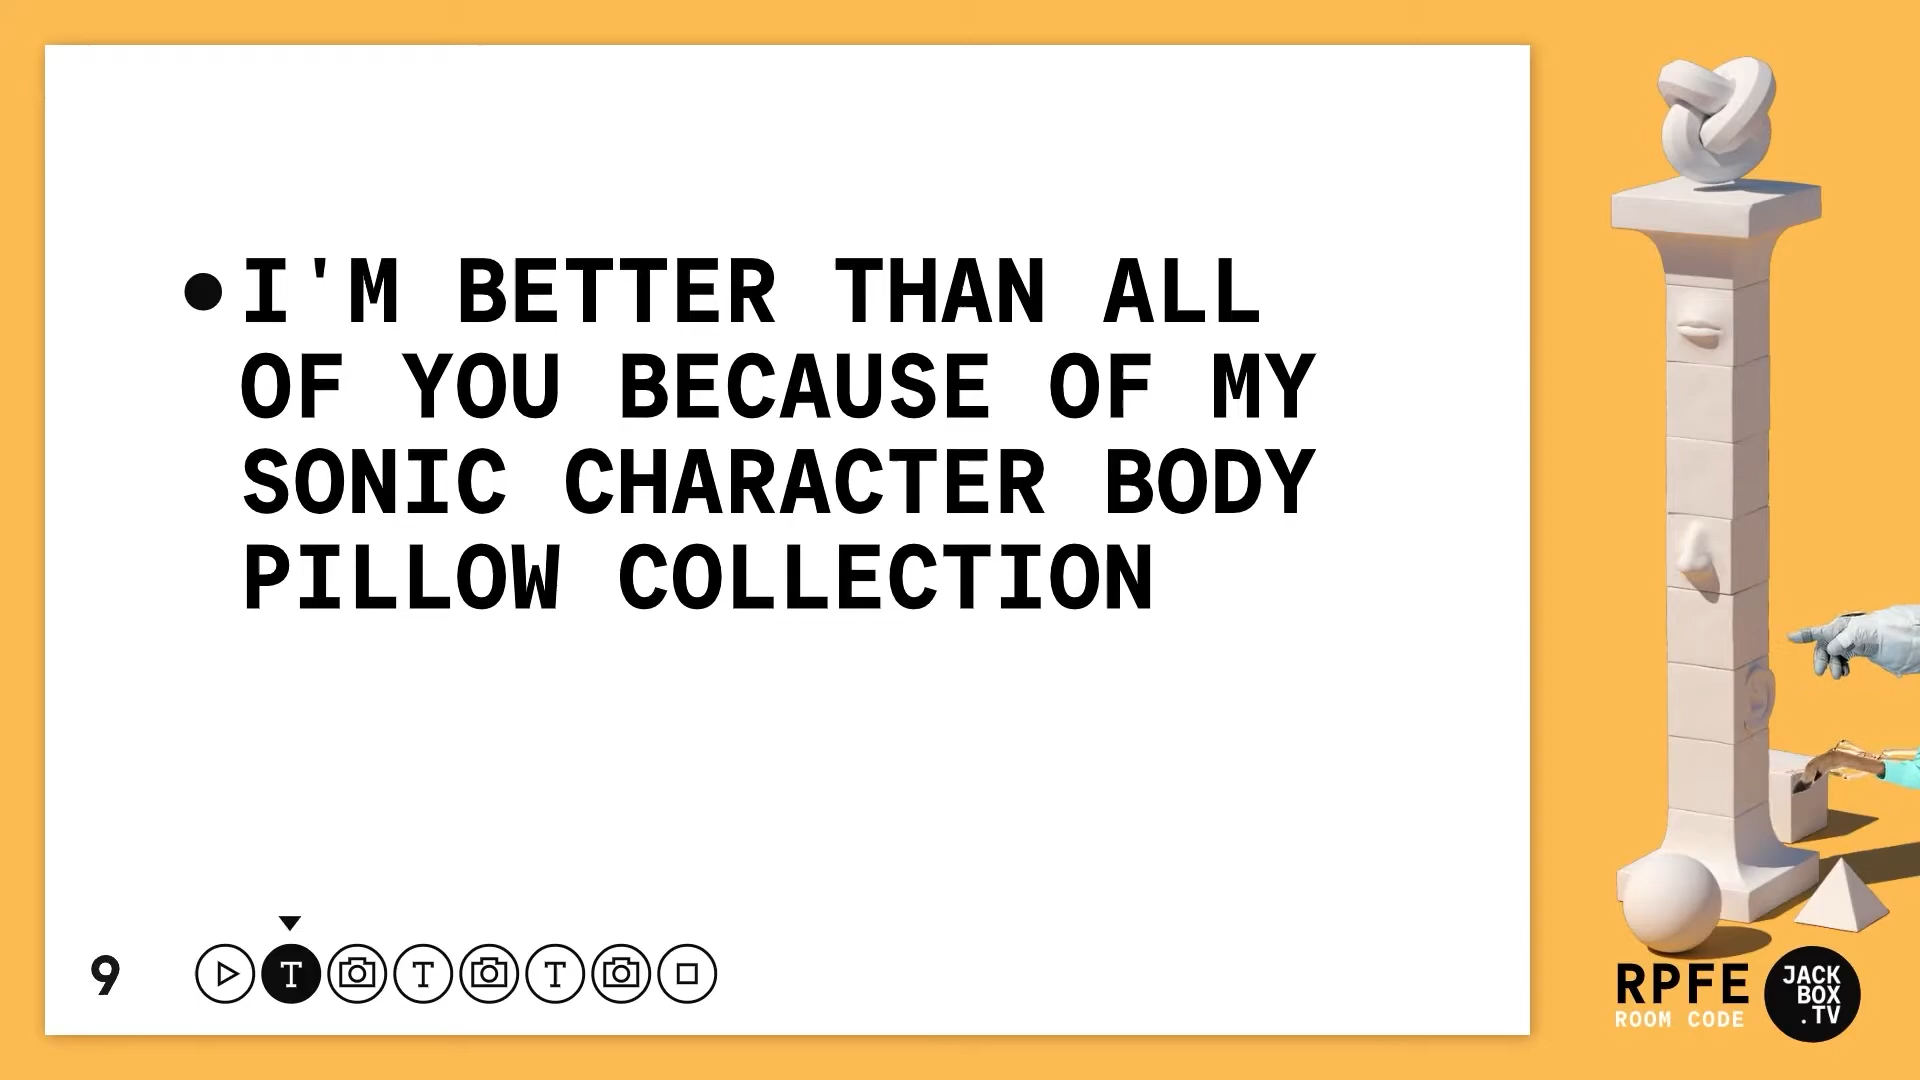 •I'M BETTER THAN ALL
OF YOU BECAUSE OF MY
SONIC CHARACTER BODY
PILLOW COLLECTION
9
T T T
RPFE
ROOM CODE
JACK
BOX
.TV